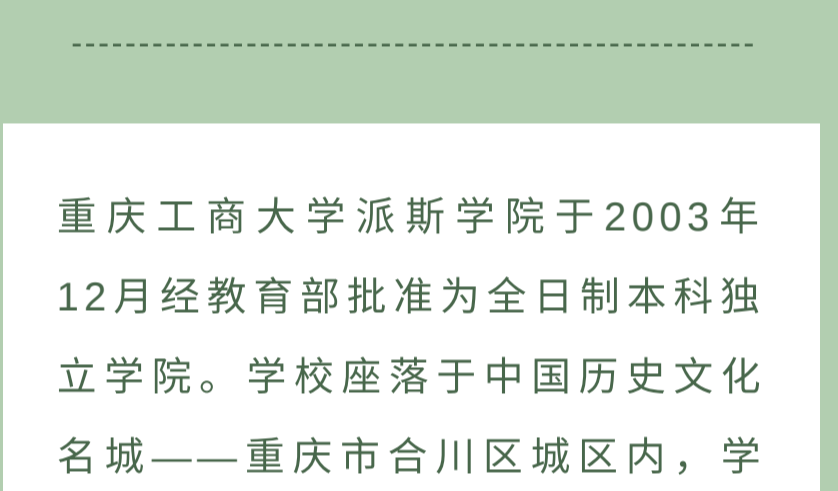 重庆工商大学派斯学院于2003年
12月经教育部批准为全日制本科独
立学院。学校座落于中国历史文化
名城——重庆市合川区城区内，学